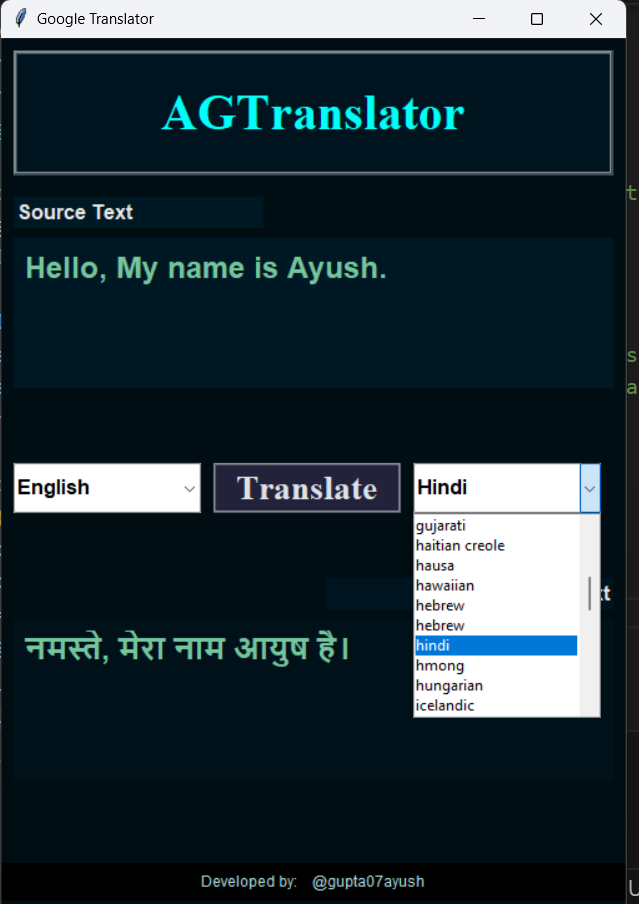 Google Translator
AGTranslator
Source Text
Hello, My name is Ayush.
English
Translate
Hindi
gujarati
haitian creole
hausa
hawaiian
hebrew
hebrew
hindi
hmong
hungarian
icelandic
नमस्ते, मेरा नाम आयुष है।
Developed by: @gupta07ayush